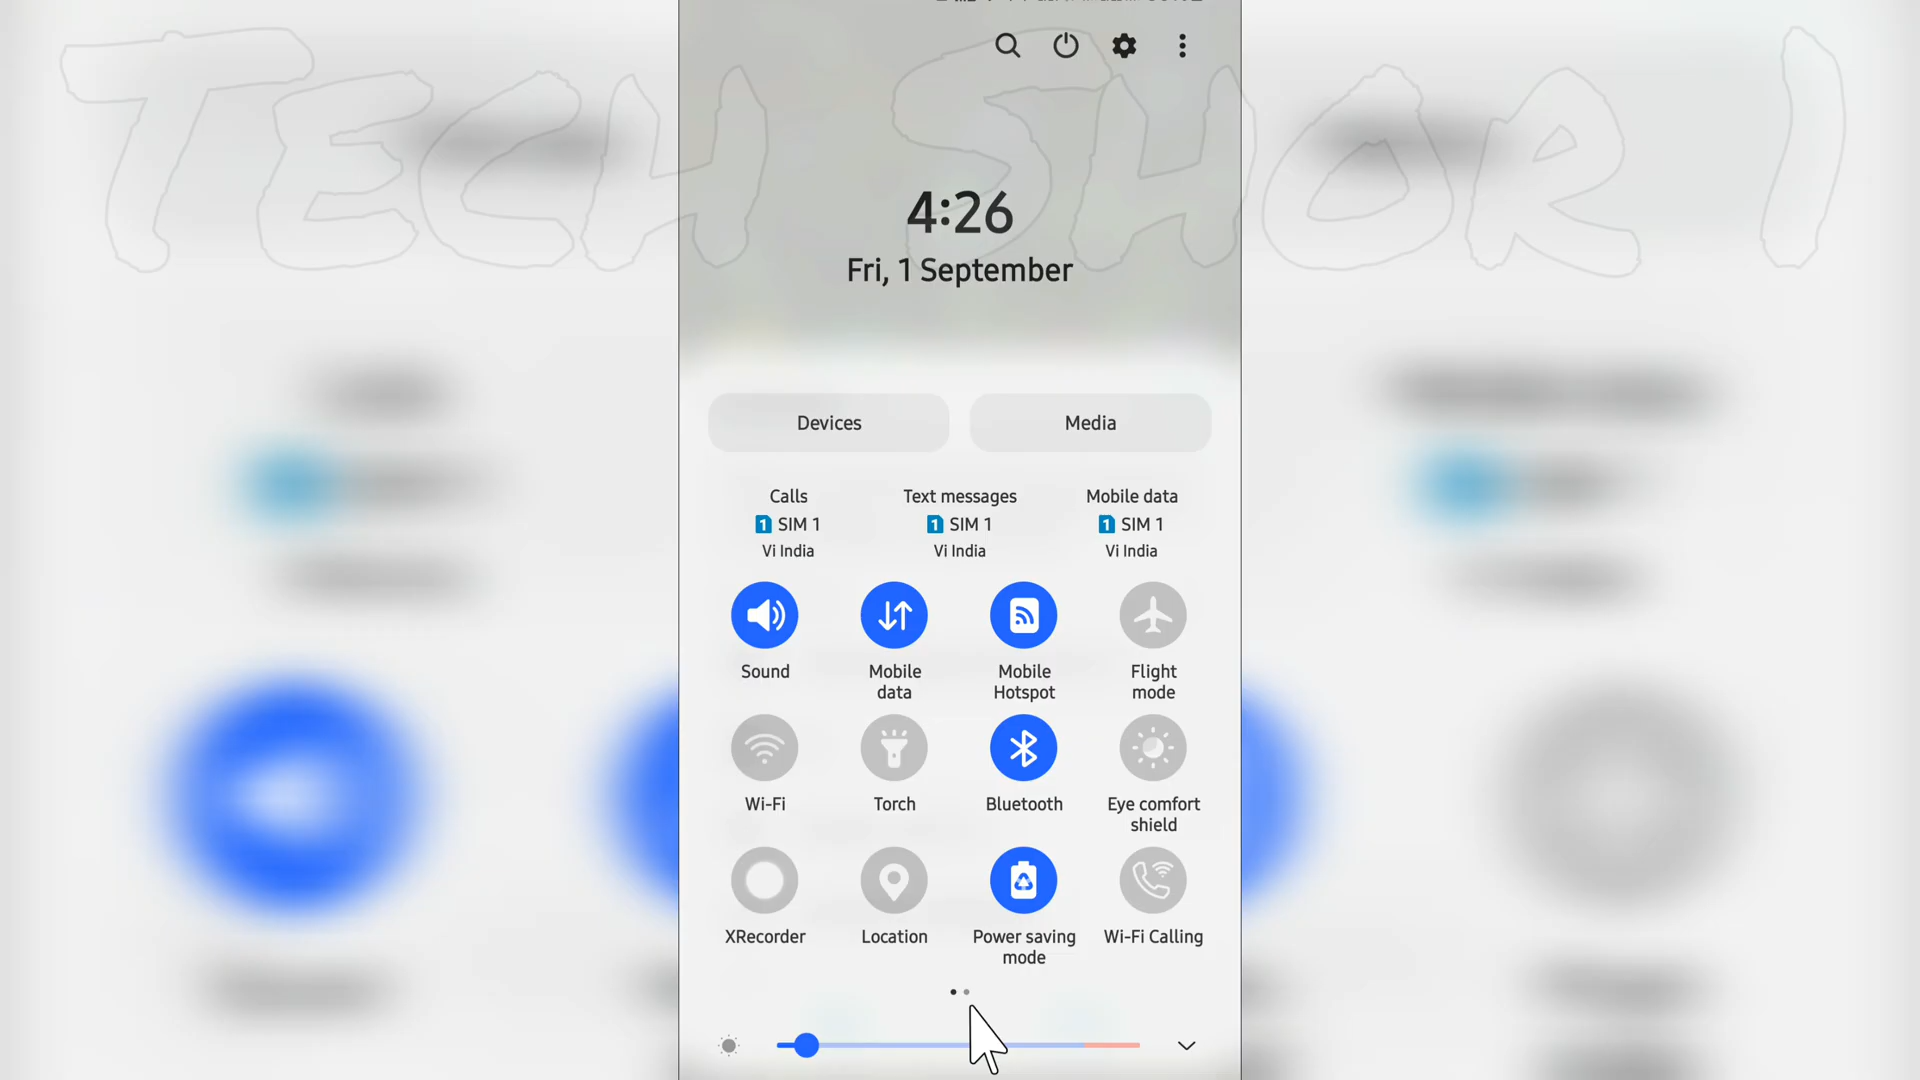 TECH SHOR I
4:26
Fri, 1 September
Devices
Media
Calls
Text messages
Mobile data
1 SIM 1
1 SIM 1
1 SIM 1
Vi India
Vi India
Vi India
Sound
Mobile data
Mobile Hotspot
Flight mode
Wi-Fi
Torch
Bluetooth
Eye comfort shield
XRecorder
Location
Power saving mode
Wi-Fi Calling